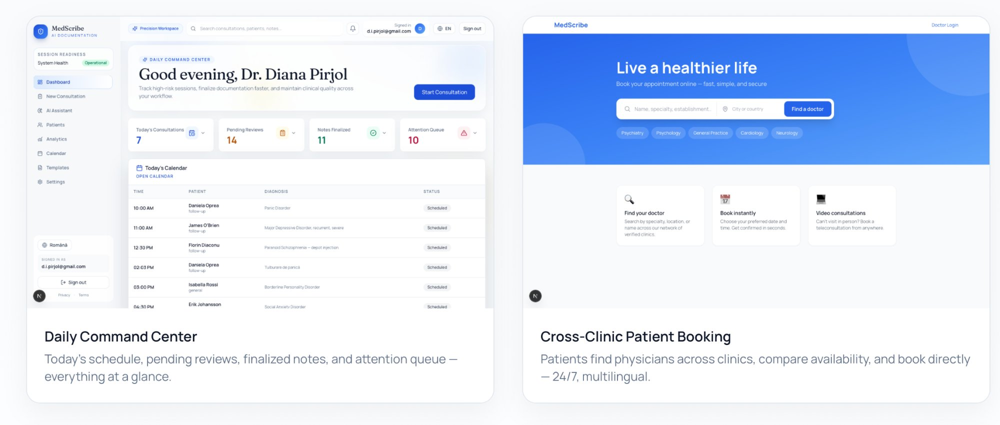 MedScribe
AI DOCUMENTATION
SESSION READINESS
System Health Operational
Dashboard
New Consultation
AI Assistant
Patients
Analytics
Calendar
Templates
Settings
Română
SIGNED IN AS
d.i.pirjol@gmail.com
Sign out
Privacy · Terms
N
Precision Workspace
Search consultations, patients, notes...
Signed in
d.i.pirjol@gmail.com
D
EN
Sign out
DAILY COMMAND CENTER
Good evening, Dr. Diana Pirjol
Track high-risk sessions, finalize documentation faster, and maintain clinical quality across
your workflow.
Start Consultation
Today's Consultations
7
Pending Reviews
14
Notes Finalized
11
Attention Queue
10
Today's Calendar
OPEN CALENDAR
TIME PATIENT DIAGNOSIS STATUS
10:00 AM Daniela Oprea Panic Disorder Scheduled
follow-up
11:00 AM James O'Brien Major Depressive Disorder, recurrent, severe Scheduled
follow-up
12:30 PM Florin Diaconu Paranoid Schizophrenia — depot injection Scheduled
follow-up
02:03 PM Daniela Oprea Tulburare de panică Scheduled
follow-up
03:00 PM Isabella Rossi Borderline Personality Disorder Scheduled
general
04:30 PM Erik Johansson Social Anxiety Disorder Scheduled
Daily Command Center
Today's schedule, pending reviews, finalized notes, and attention queue —
everything at a glance.
MedScribe
Doctor Login
Live a healthier life
Book your appointment online — fast, simple, and secure
Name, specialty, establishment..
City or country
Find a doctor
Psychiatry Psychology General Practice Cardiology Neurology
Find your doctor
Search by specialty, location, or
name across our network of
verified clinics.
17
Book instantly
Choose your preferred date and
time. Get confirmed in seconds.
Video consultations
Can't visit in person? Book a
teleconsultation from anywhere.
N
Cross-Clinic Patient Booking
Patients find physicians across clinics, compare availability, and book directly
— 24/7, multilingual.